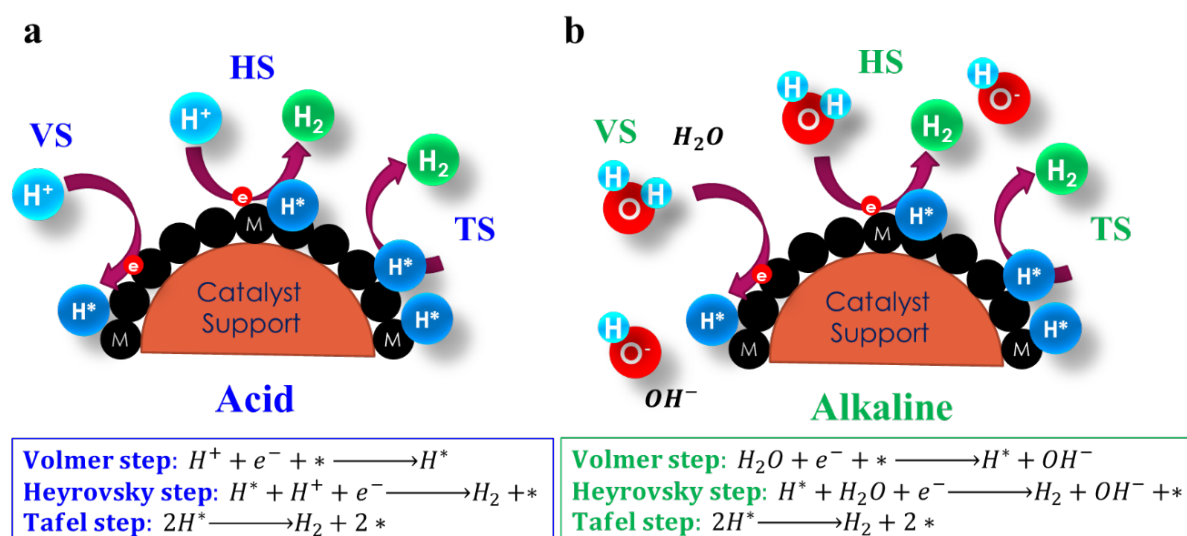 a
HS
VS
H⁺
H⁺
H₂
H₂
TS
e
e
M
H*
H*
H*
H*
M
M
Catalyst
Support
Acid
Volmer step: H⁺ + e⁻ + * ⟶ H*
Heyrovsky step: H* + H⁺ + e⁻ ⟶ H₂ + *
Tafel step: 2H* ⟶ H₂ + 2 *
b
HS
VS
H₂O
H
H
O
H
H
O
H
O⁻
H
O⁻
OH⁻
H₂
H₂
TS
e
e
M
H*
H*
H*
H*
M
M
Catalyst
Support
Alkaline
Volmer step: H₂O + e⁻ + * ⟶ H* + OH⁻
Heyrovsky step: H* + H₂O + e⁻ ⟶ H₂ + OH⁻ + *
Tafel step: 2H* ⟶ H₂ + 2 *